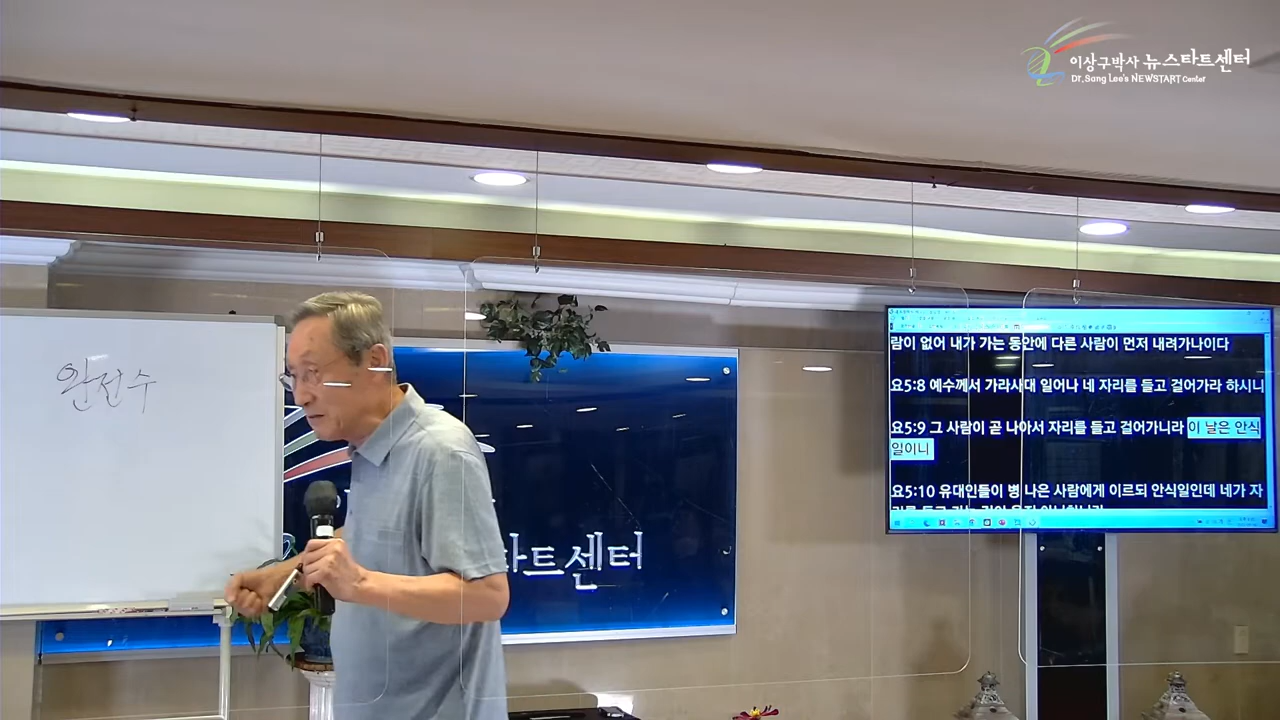 이상구박사 뉴스타트센터
Dr.Sang Lee's NEWSTART Center
완전수
타트센터
람이 없어 내가 가는 동안에 다른 사람이 먼저 내려가나이다
요5:8 예수께서 가라사대 일어나 네 자리를 들고 걸어가라 하시니
요5:9 그 사람이 곧 나아서 자리를 들고 걸어가니라 이 날은 안식
일이니
요5:10 유대인들이 병 나은 사람에게 이르되 안식일인데 네가 자